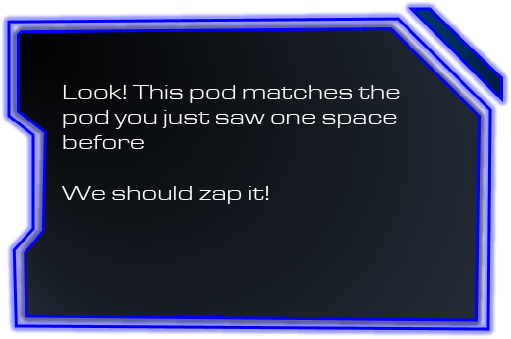 Look! This pod matches the
pod you just saw one space
before
We should zap it!